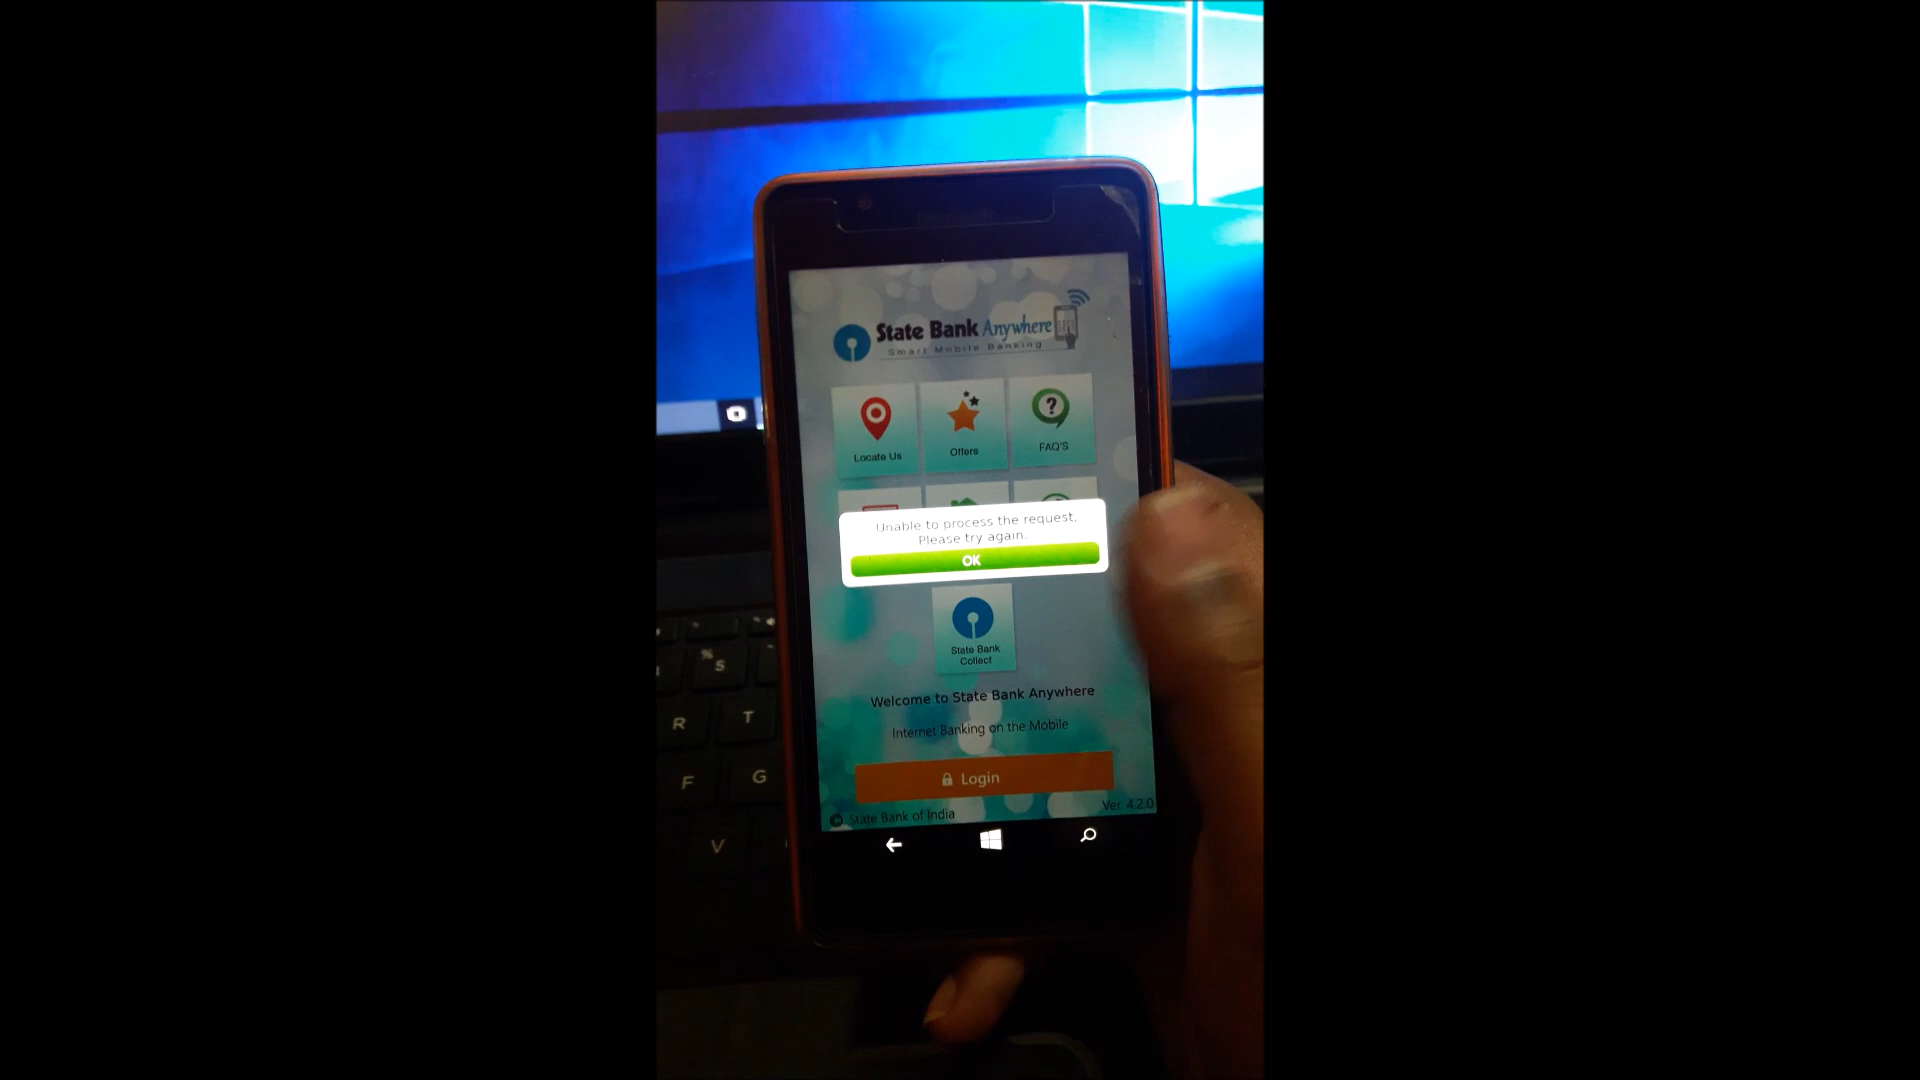 State Bank Anywhere
Smart Mobile Banking
Locate Us
Offers
?
FAQ'S
Unable to process the request.
Please try again.
OK
State Bank
Collect
Welcome to State Bank Anywhere
Internet Banking on the Mobile
Login
Ver 4.2.0
State Bank of India
%
5
R T
F G
V